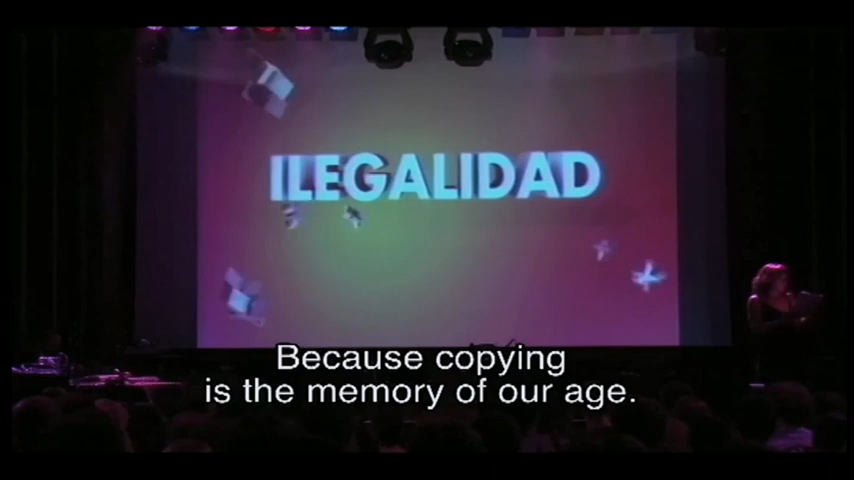 ILEGALIDAD
Because copying
is the memory of our age.